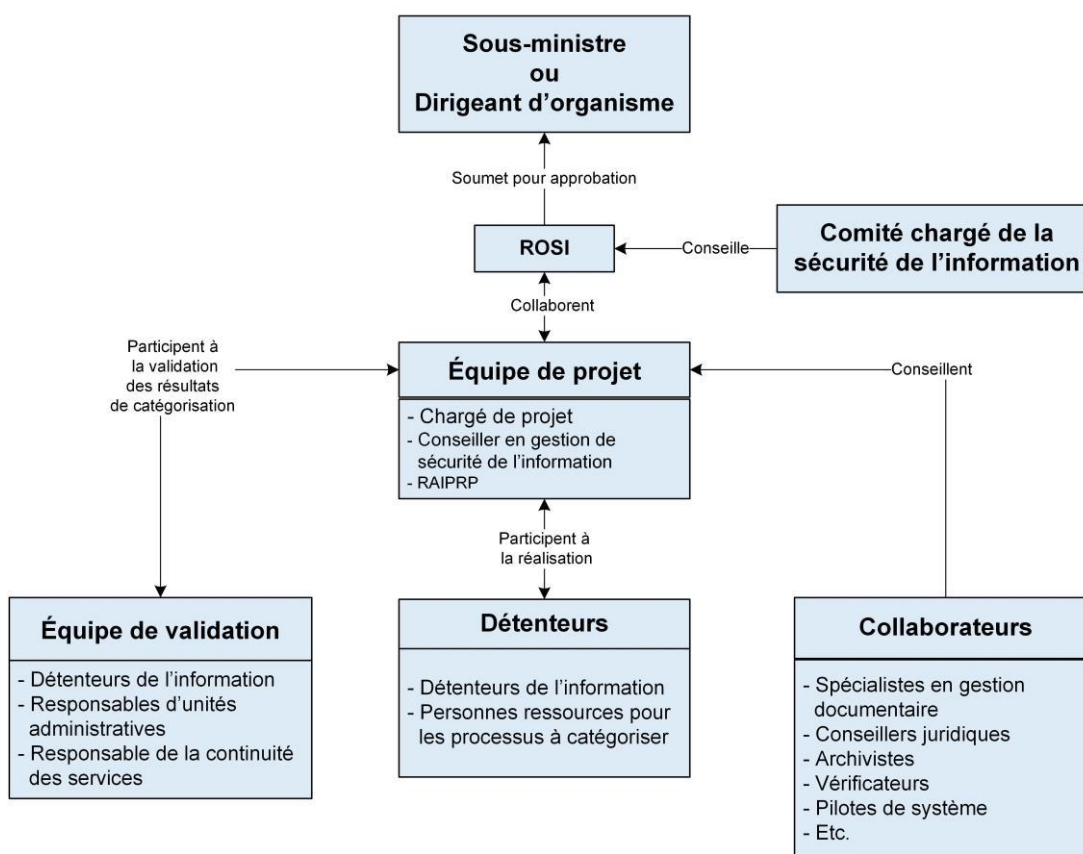 Sous-ministre
ou
Dirigeant d’organisme
Soumet pour approbation
ROSI
Conseille
Comité chargé de la
sécurité de l’information
Collaborent
Participent à
la validation
des résultats
de catégorisation
Équipe de projet
- Chargé de projet
- Conseiller en gestion de
sécurité de l’information
- RAIPRP
Conseillent
Participent à
la réalisation
Équipe de validation
- Détenteurs de l’information
- Responsables d’unités
administratives
- Responsable de la continuité
des services
Détenteurs
- Détenteurs de l’information
- Personnes ressources pour
les processus à catégoriser
Collaborateurs
- Spécialistes en gestion
documentaire
- Conseillers juridiques
- Archivistes
- Vérificateurs
- Pilotes de système
- Etc.